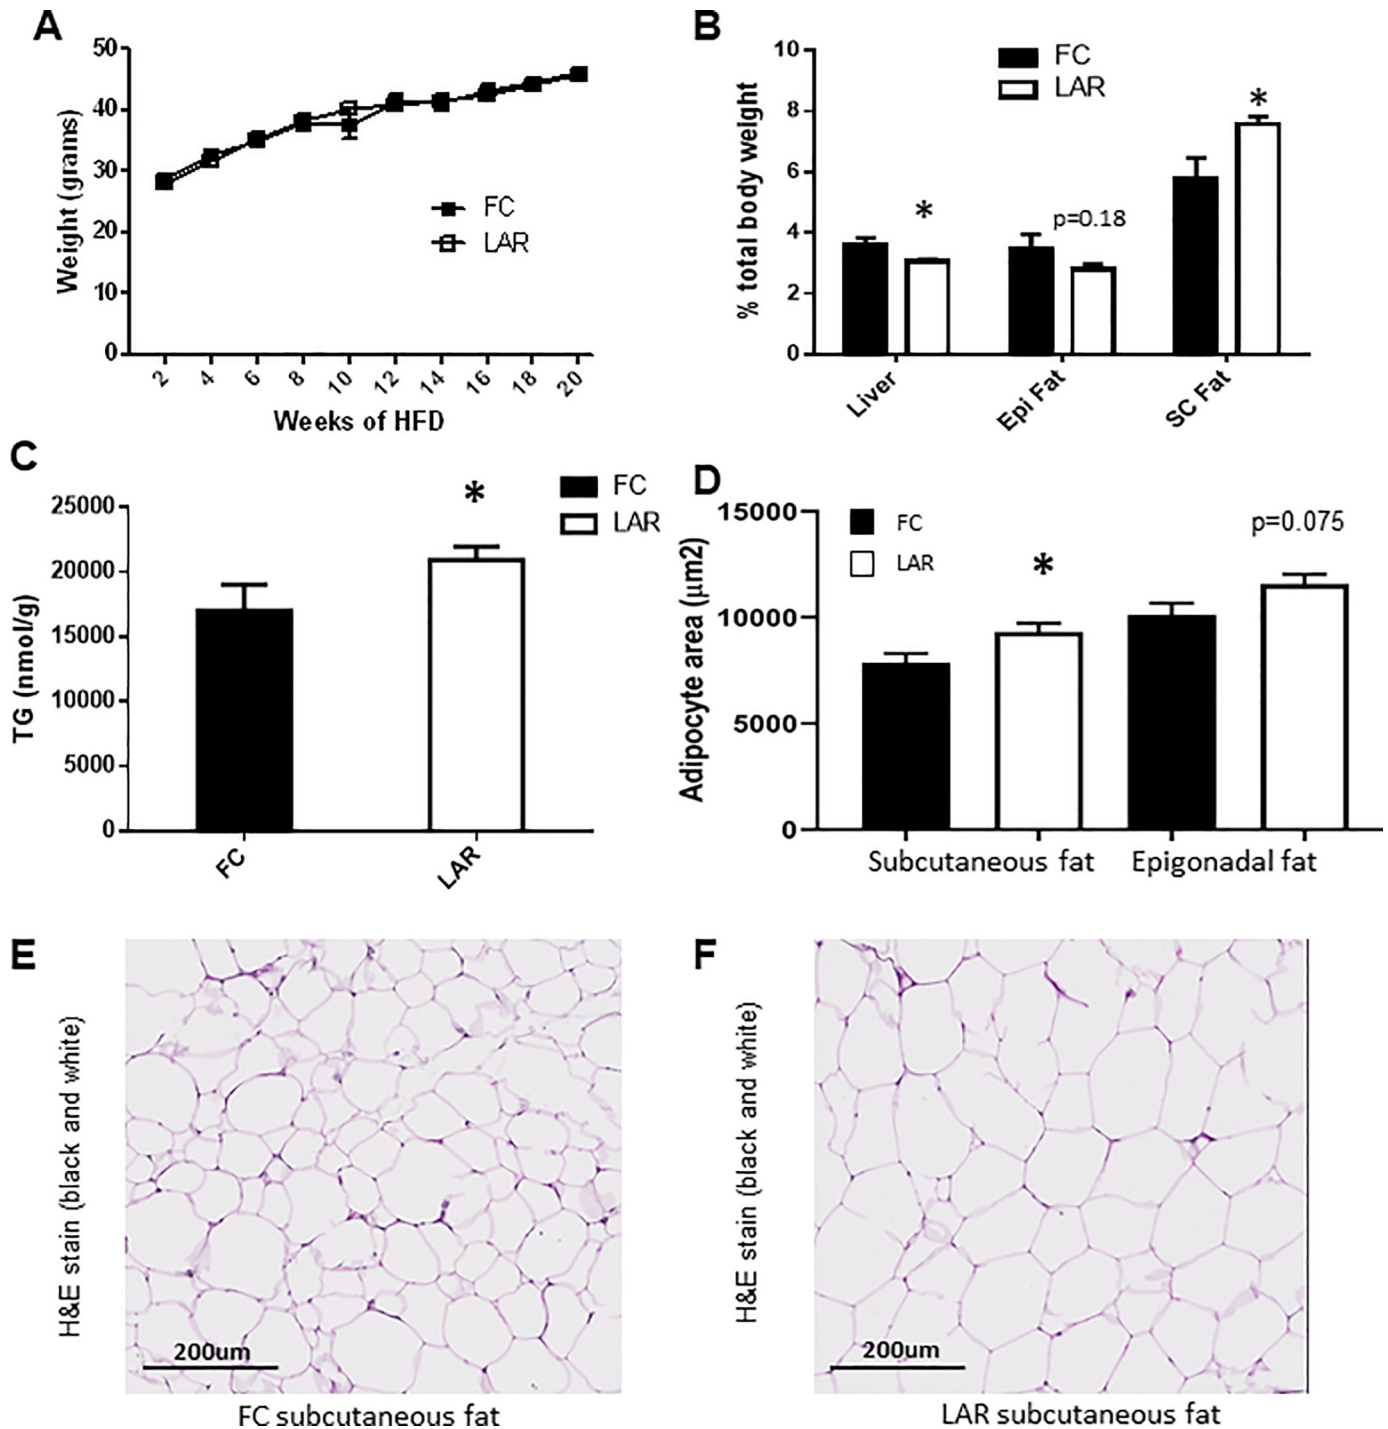 A
50
40
30
20
10
0
Weight (grams)
FC
LAR
2 4 6 8 10 12 14 16 18 20
Weeks of HFD
B
10
8
6
4
2
0
% total body weight
FC
LAR
*
p=0.18
*
Liver
Epi Fat
SC Fat
C
25000
20000
15000
10000
5000
0
TG (nmol/g)
*
FC
LAR
FC
LAR
D
15000
10000
5000
0
Adipocyte area (μm2)
FC
LAR
*
p=0.075
Subcutaneous fat
Epigonadal fat
E
H&E stain (black and white)
200um
FC subcutaneous fat
F
H&E stain (black and white)
200um
LAR subcutaneous fat